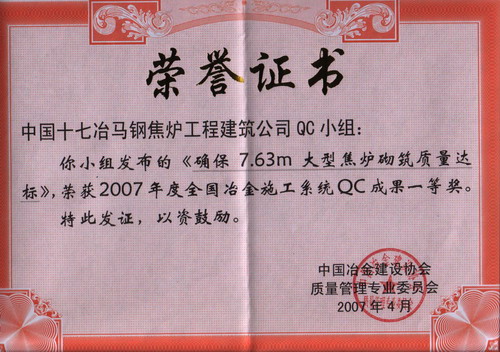 荣誉证书
中国十七冶马钢焦炉工程建筑公司QC小组：
你小组发布的《确保7.63m大型焦炉砌筑质量达
标》，荣获2007年度全国冶金施工系统QC成果一等奖。
特此发证，以资鼓励。
中国冶金建设协会
质量管理专业委员会
2007年4月